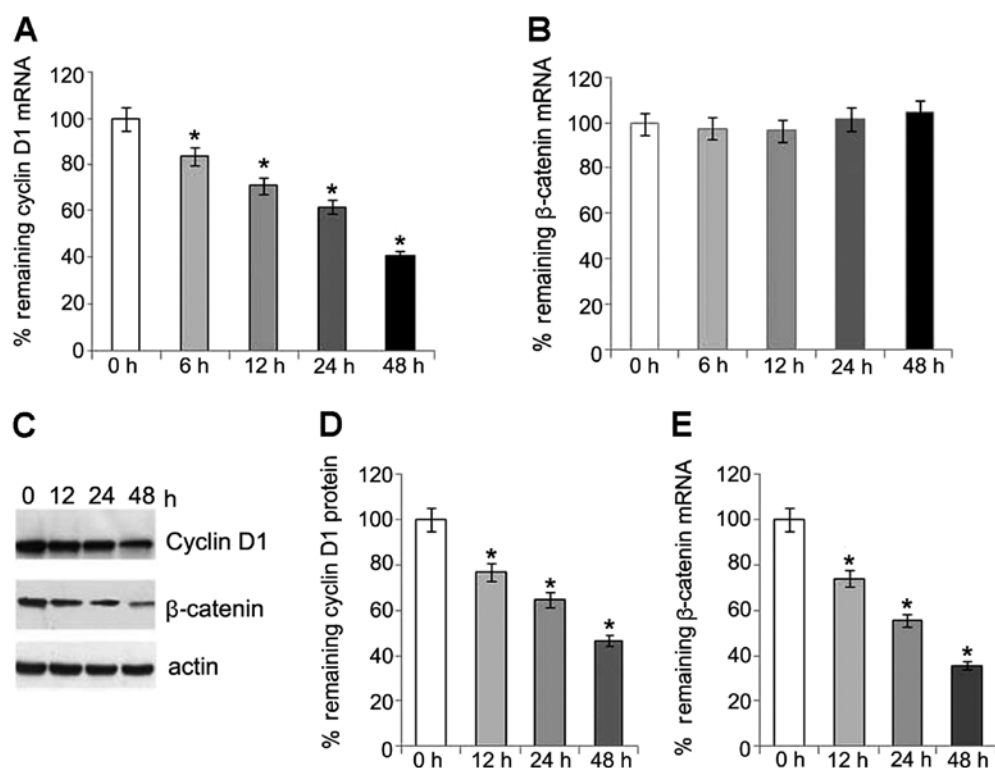 A
% remaining cyclin D1 mRNA
120
100
80
60
40
20
0
*
*
*
*
0 h 6 h 12 h 24 h 48 h
B
% remaining β-catenin mRNA
120
100
80
60
40
20
0
0 h 6 h 12 h 24 h 48 h
C
0 12 24 48 h
Cyclin D1
β-catenin
actin
D
% remaining cyclin D1 protein
120
100
80
60
40
20
0
*
*
*
0 h 12 h 24 h 48 h
E
% remaining β-catenin mRNA
120
100
80
60
40
20
0
*
*
*
0 h 12 h 24 h 48 h